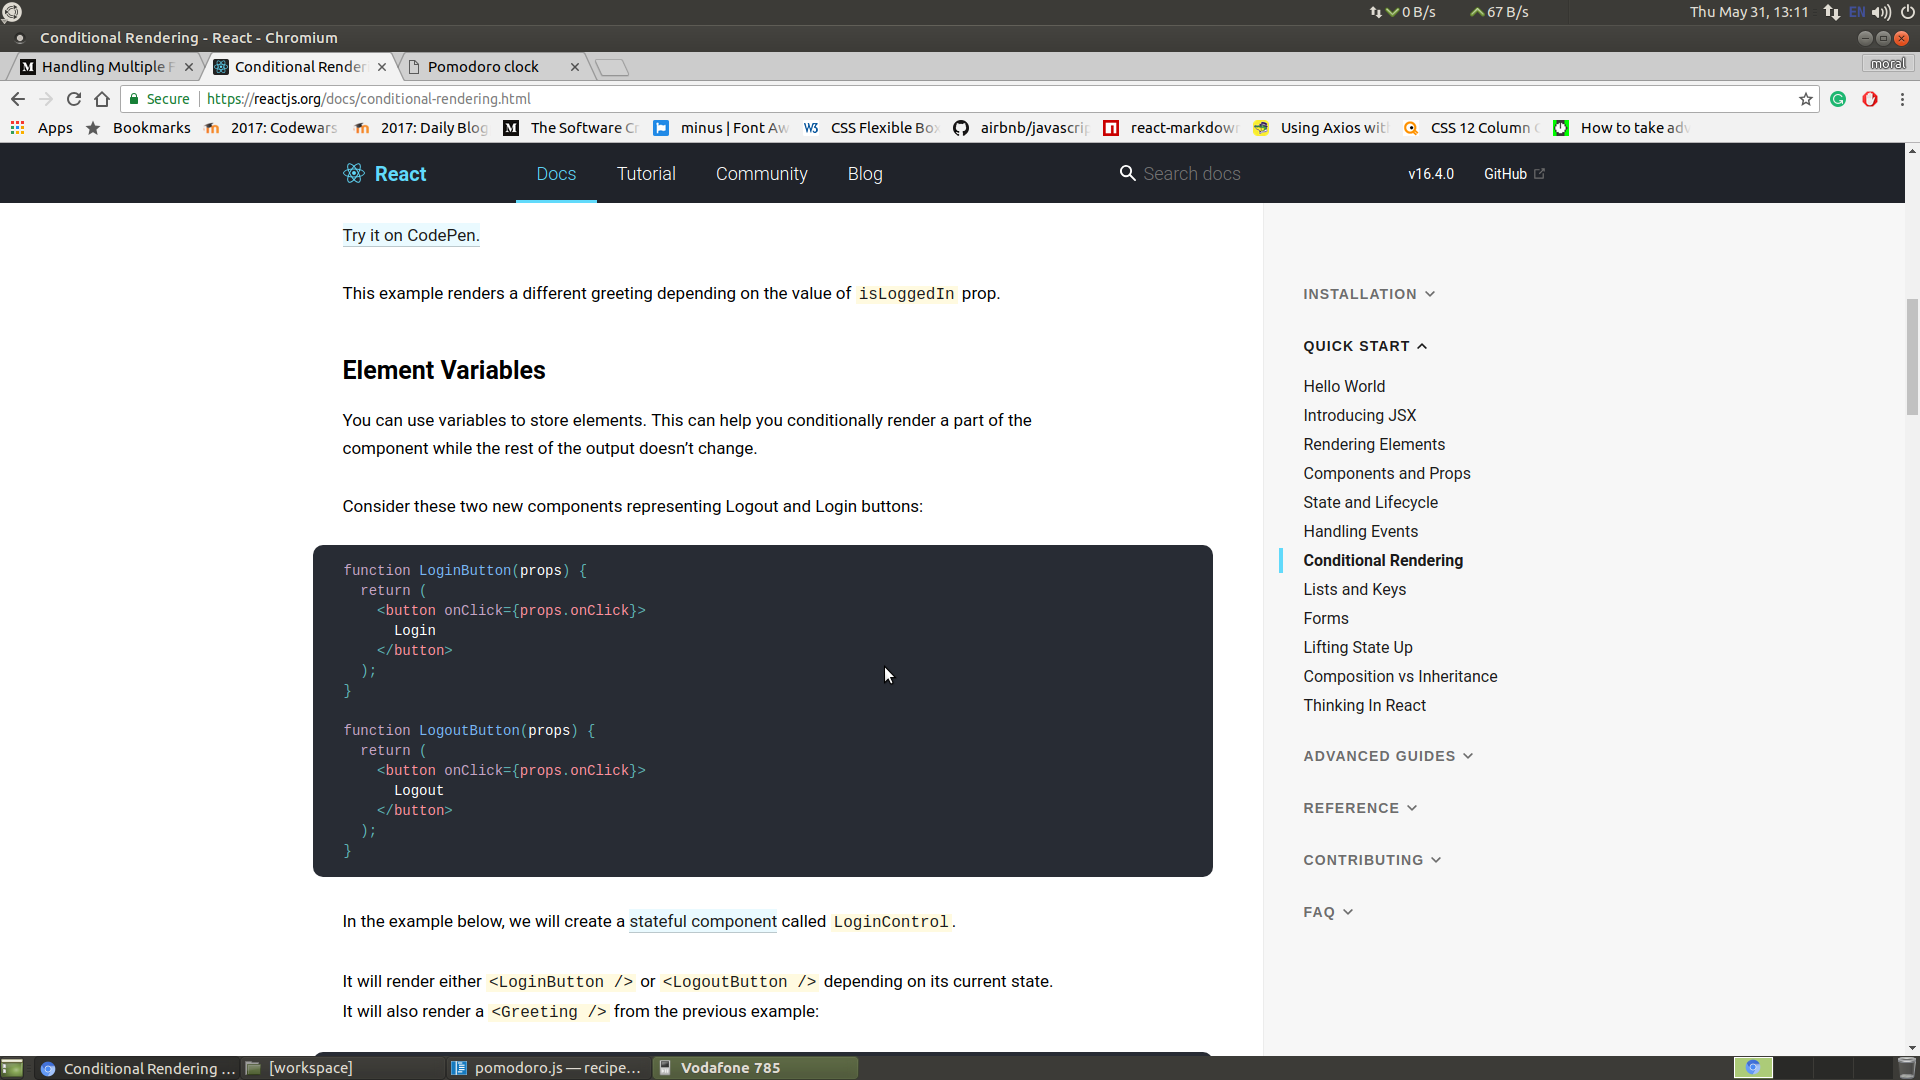 0 B/s 67 B/s Thu May 31, 13:11 EN
Conditional Rendering - React - Chromium
Handling Multiple F Conditional Render Pomodoro clock moral
Secure https://reactjs.org/docs/conditional-rendering.html
Apps Bookmarks 2017: Codewars 2017: Daily Blog The Software Cr minus | Font Aw CSS Flexible Box airbnb/javascrip react-markdown Using Axios with CSS 12 Column How to take adv
React Docs Tutorial Community Blog Search docs v16.4.0 GitHub
Try it on CodePen.
This example renders a different greeting depending on the value of isLoggedIn prop.
Element Variables
You can use variables to store elements. This can help you conditionally render a part of the
component while the rest of the output doesn’t change.
Consider these two new components representing Logout and Login buttons:
function LoginButton(props) {
  return (
    <button onClick={props.onClick}>
      Login
    </button>
  );
}
function LogoutButton(props) {
  return (
    <button onClick={props.onClick}>
      Logout
    </button>
  );
}
In the example below, we will create a stateful component called LoginControl.
It will render either <LoginButton /> or <LogoutButton /> depending on its current state.
It will also render a <Greeting /> from the previous example:
INSTALLATION
QUICK START
Hello World
Introducing JSX
Rendering Elements
Components and Props
State and Lifecycle
Handling Events
Conditional Rendering
Lists and Keys
Forms
Lifting State Up
Composition vs Inheritance
Thinking In React
ADVANCED GUIDES
REFERENCE
CONTRIBUTING
FAQ
Conditional Rendering ... [workspace] pomodoro.js — recipe... Vodafone 785